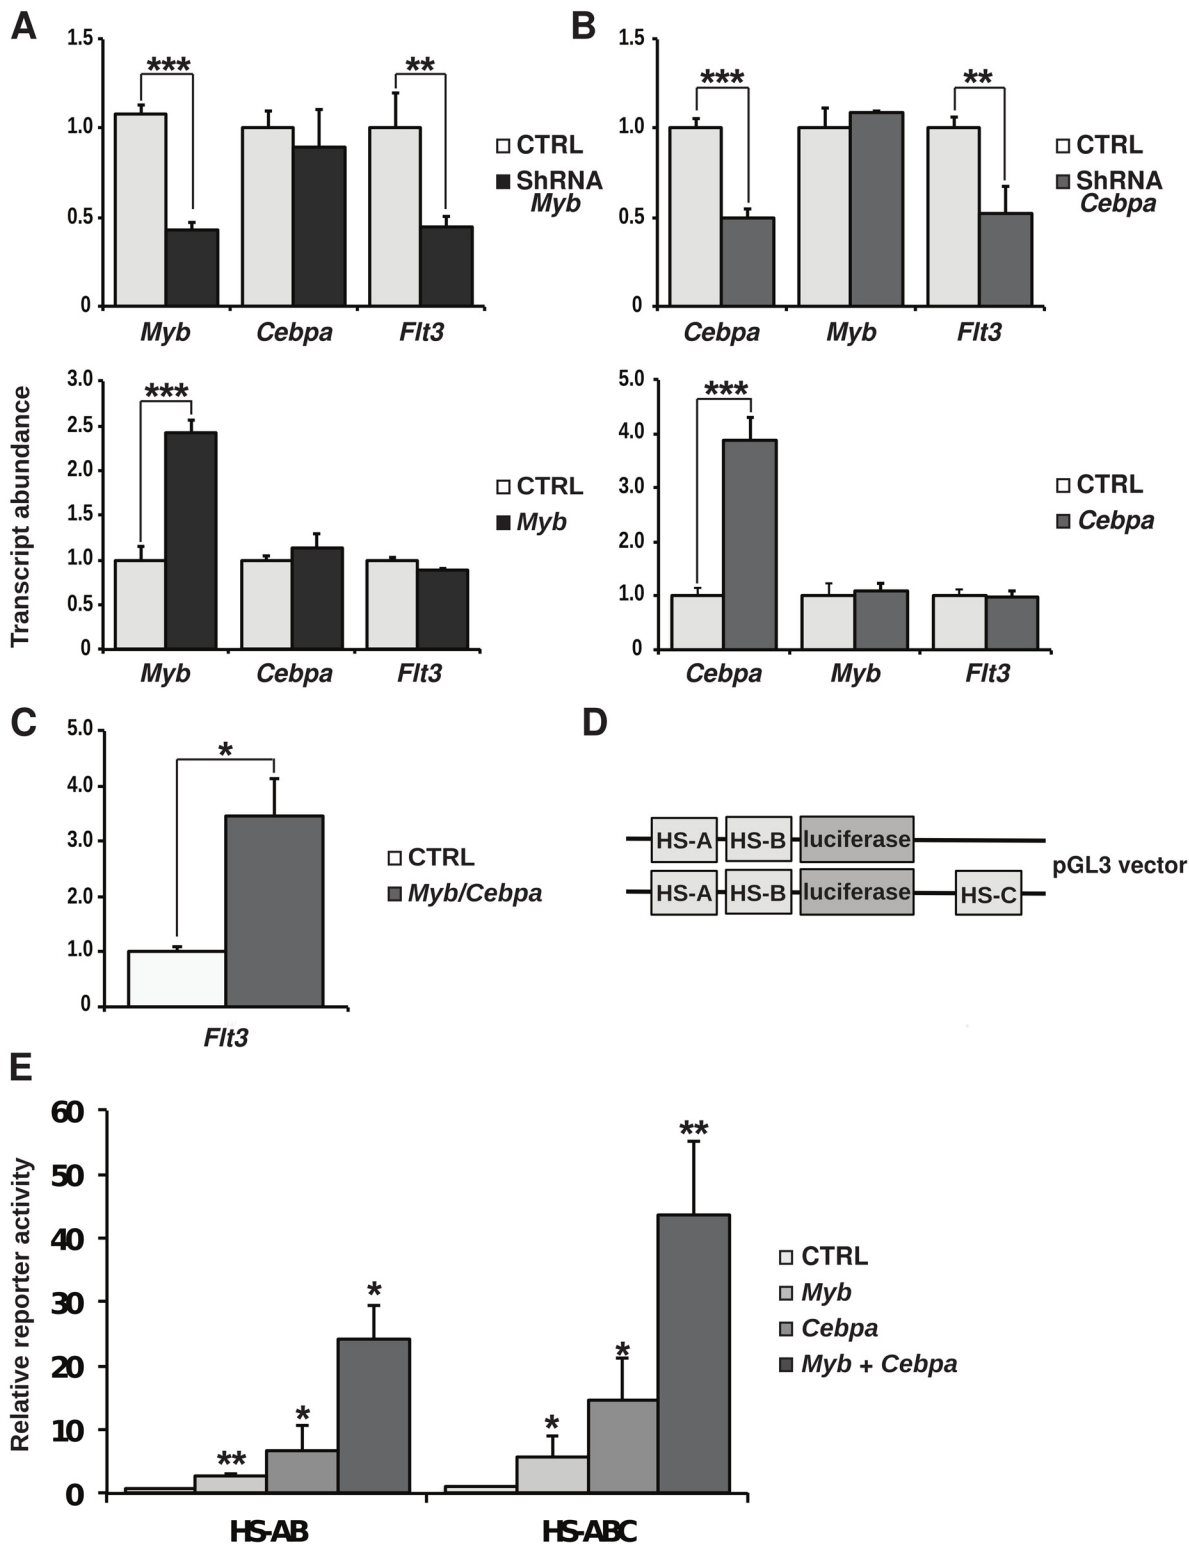 A
1.5
1.0
0.5
0
***
**
Myb
Cebpa
Flt3
CTRL
ShRNA
Myb
B
1.5
1.0
0.5
0
***
**
Cebpa
Myb
Flt3
CTRL
ShRNA
Cebpa
Transcript abundance
3.0
2.5
2.0
1.5
1.0
0.5
0
***
Myb
Cebpa
Flt3
CTRL
Myb
5.0
4.0
3.0
2.0
1.0
0
***
Cebpa
Myb
Flt3
CTRL
Cebpa
C
5.0
4.0
3.0
2.0
1.0
0
*
Flt3
CTRL
Myb/Cebpa
D
HS-A HS-B luciferase
HS-A HS-B luciferase HS-C
pGL3 vector
E
Relative reporter activity
60
50
40
30
20
10
0
**
*
*
*
*
**
HS-AB
HS-ABC
CTRL
Myb
Cebpa
Myb + Cebpa